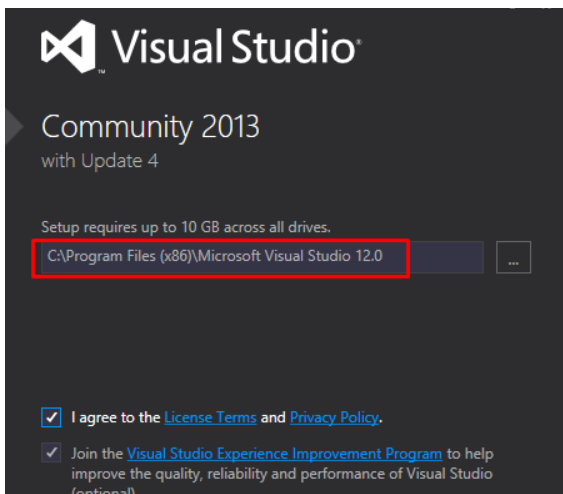 Visual Studio
Community 2013
with Update 4
Setup requires up to 10 GB across all drives.
C:\Program Files (x86)\Microsoft Visual Studio 12.0
...
I agree to the License Terms and Privacy Policy.
Join the Visual Studio Experience Improvement Program to help
improve the quality, reliability and performance of Visual Studio
(optional)